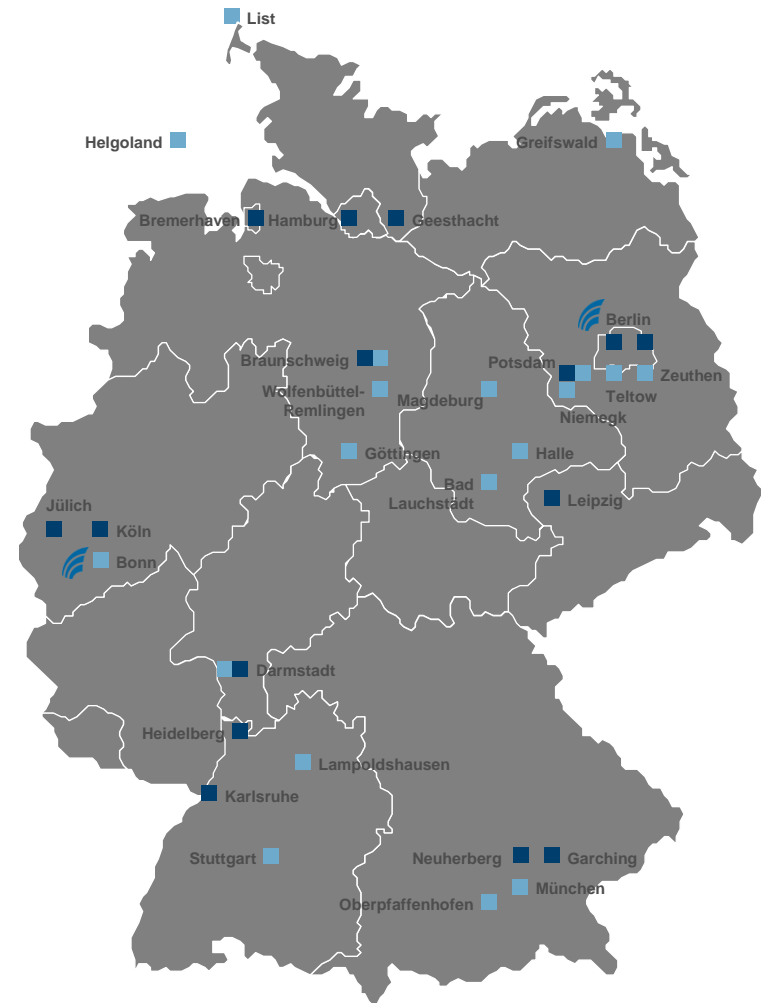 List
Helgoland
Greifswald
Bremerhaven
Hamburg
Geesthacht
Berlin
Braunschweig
Potsdam
Zeuthen
Wolfenbüttel-
Remlingen
Magdeburg
Teltow
Niemegk
Göttingen
Halle
Bad
Lauchstädt
Leipzig
Jülich
Köln
Bonn
Darmstadt
Heidelberg
Lampoldshausen
Karlsruhe
Stuttgart
Neuherberg
Garching
München
Oberpfaffenhofen